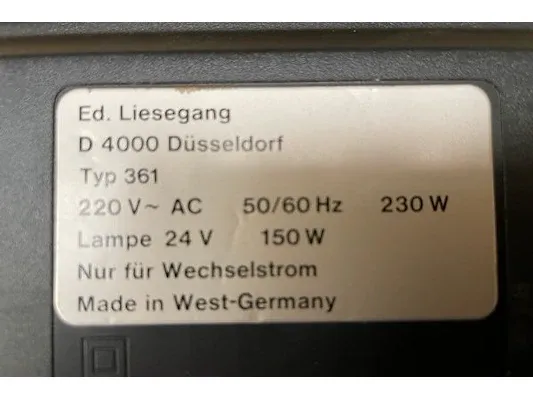 Ed. Liesegang
D 4000 Düsseldorf
Typ 361
220 V~ AC 50/60 Hz 230 W
Lampe 24 V 150 W
Nur für Wechselstrom
Made in West-Germany